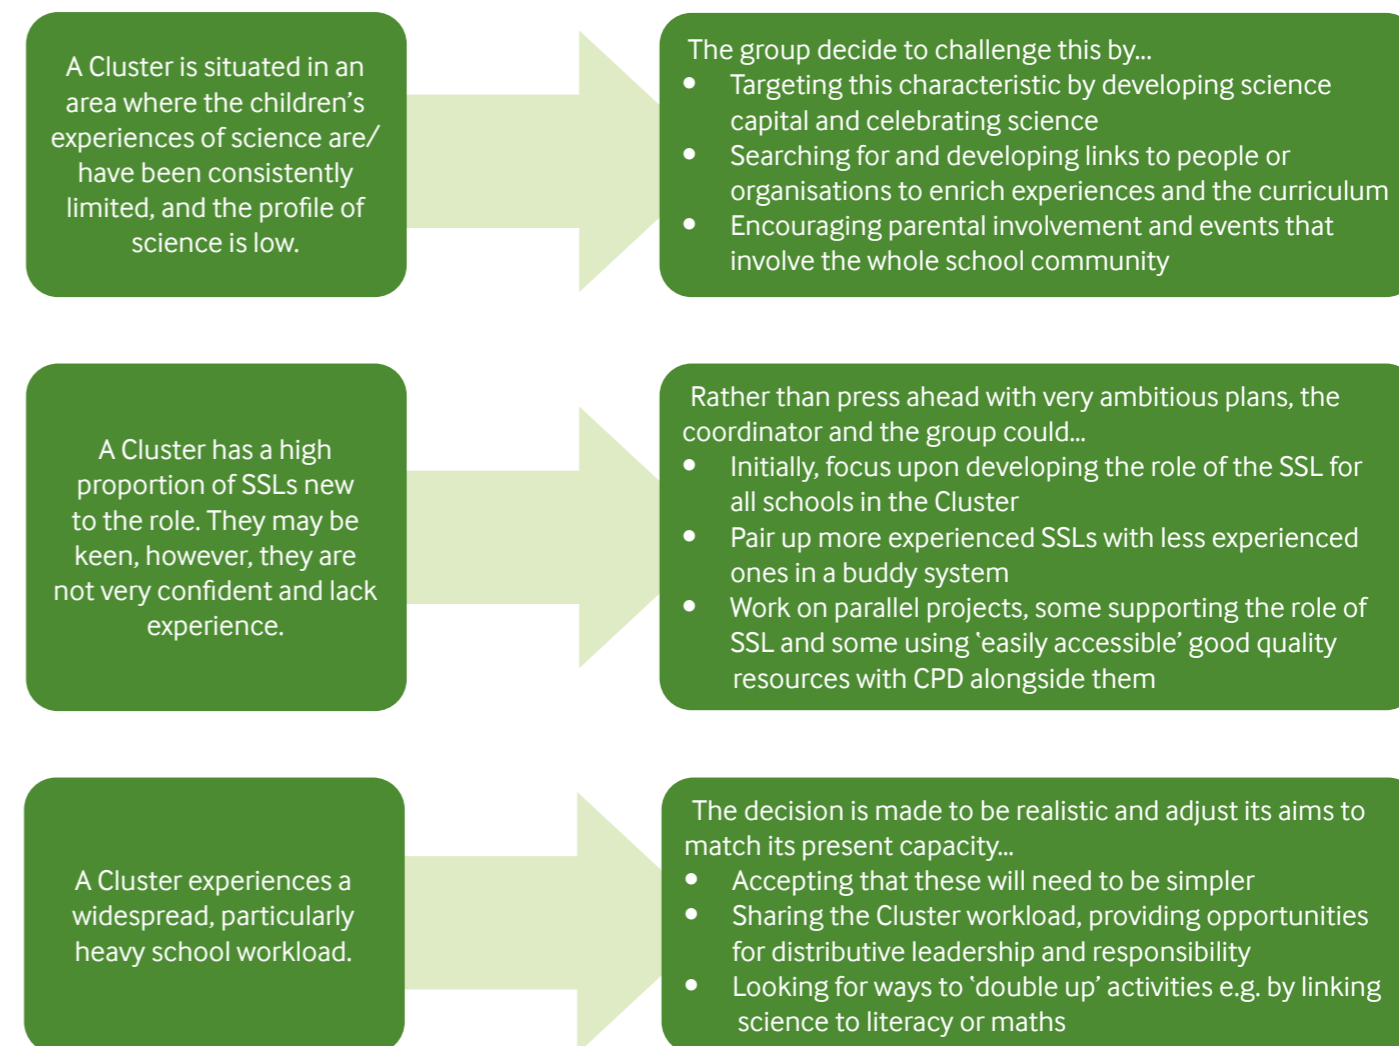 A Cluster is situated in an
area where the children’s
experiences of science are/
have been consistently
limited, and the profile of
science is low.
The group decide to challenge this by...
• Targeting this characteristic by developing science
capital and celebrating science
• Searching for and developing links to people or
organisations to enrich experiences and the curriculum
• Encouraging parental involvement and events that
involve the whole school community
A Cluster has a high
proportion of SSLs new
to the role. They may be
keen, however, they are
not very confident and lack
experience.
Rather than press ahead with very ambitious plans, the
coordinator and the group could...
• Initially, focus upon developing the role of the SSL for
all schools in the Cluster
• Pair up more experienced SSLs with less experienced
ones in a buddy system
• Work on parallel projects, some supporting the role of
SSL and some using ‘easily accessible’ good quality
resources with CPD alongside them
A Cluster experiences a
widespread, particularly
heavy school workload.
The decision is made to be realistic and adjust its aims to
match its present capacity...
• Accepting that these will need to be simpler
• Sharing the Cluster workload, providing opportunities
for distributive leadership and responsibility
• Looking for ways to ‘double up’ activities e.g. by linking
science to literacy or maths